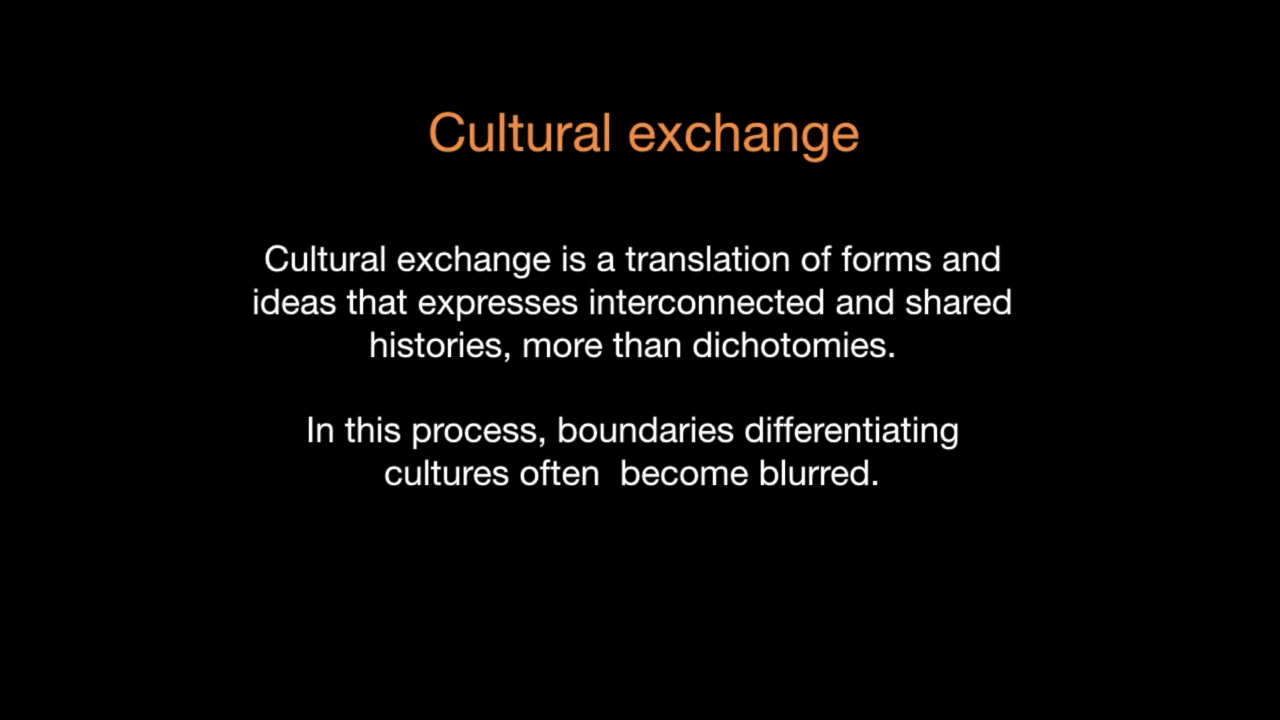 Cultural exchange
Cultural exchange is a translation of forms and
ideas that expresses interconnected and shared
histories, more than dichotomies.
In this process, boundaries differentiating
cultures often  become blurred.